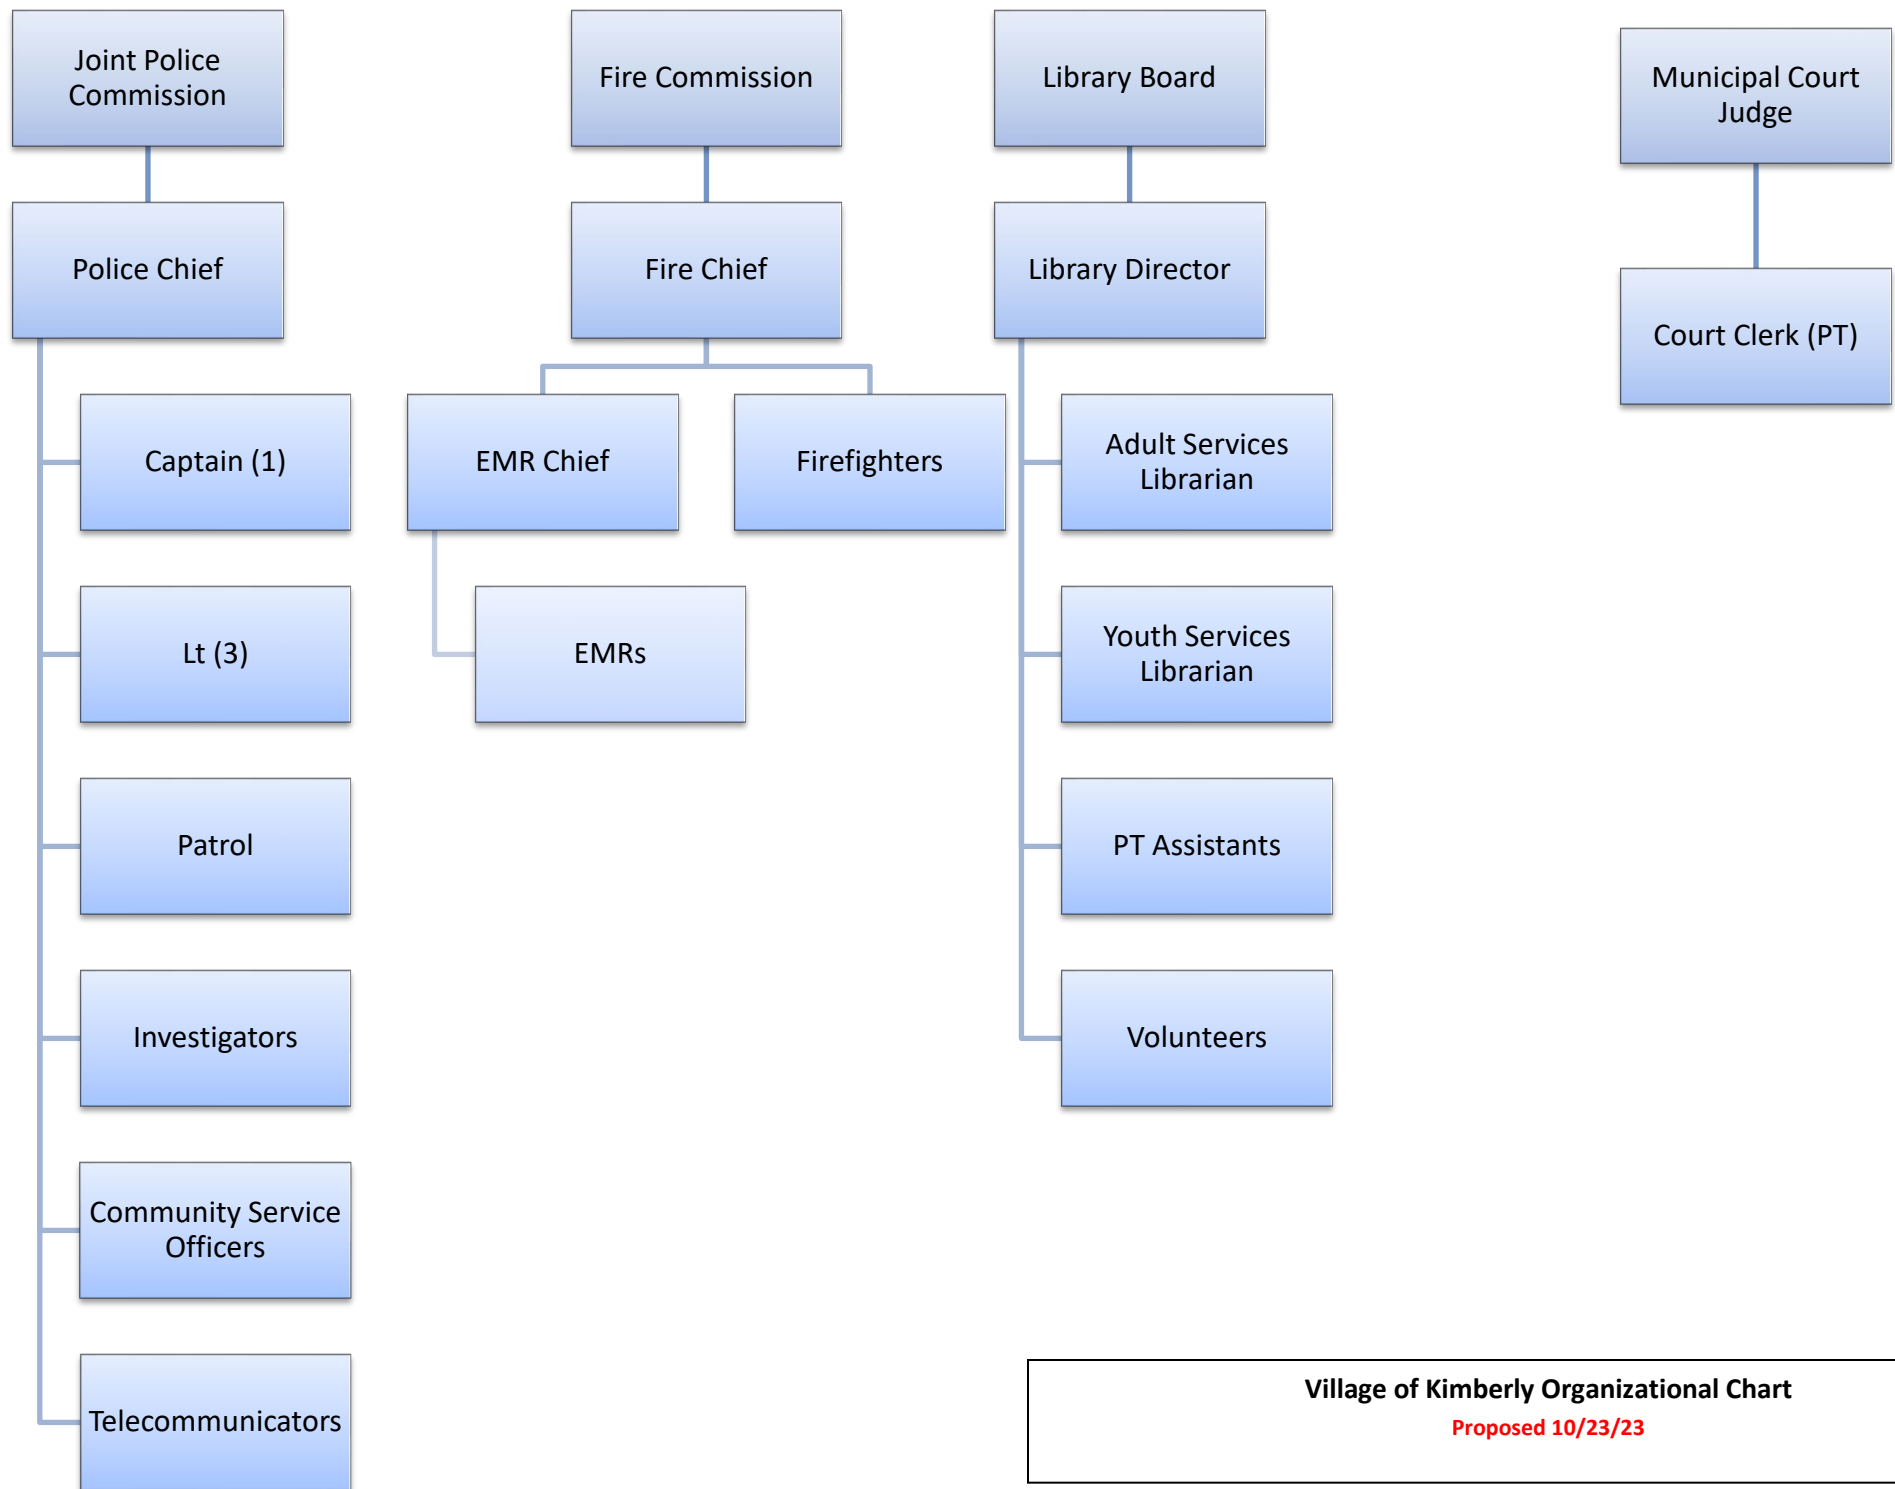 Joint Police
Commission
Fire Commission
Library Board
Municipal Court
Judge
Police Chief
Fire Chief
Library Director
Court Clerk (PT)
Captain (1)
EMR Chief
Firefighters
Adult Services
Librarian
Lt (3)
EMRs
Youth Services
Librarian
Patrol
PT Assistants
Investigators
Volunteers
Community Service
Officers
Telecommunicators
Village of Kimberly Organizational Chart
Proposed 10/23/23